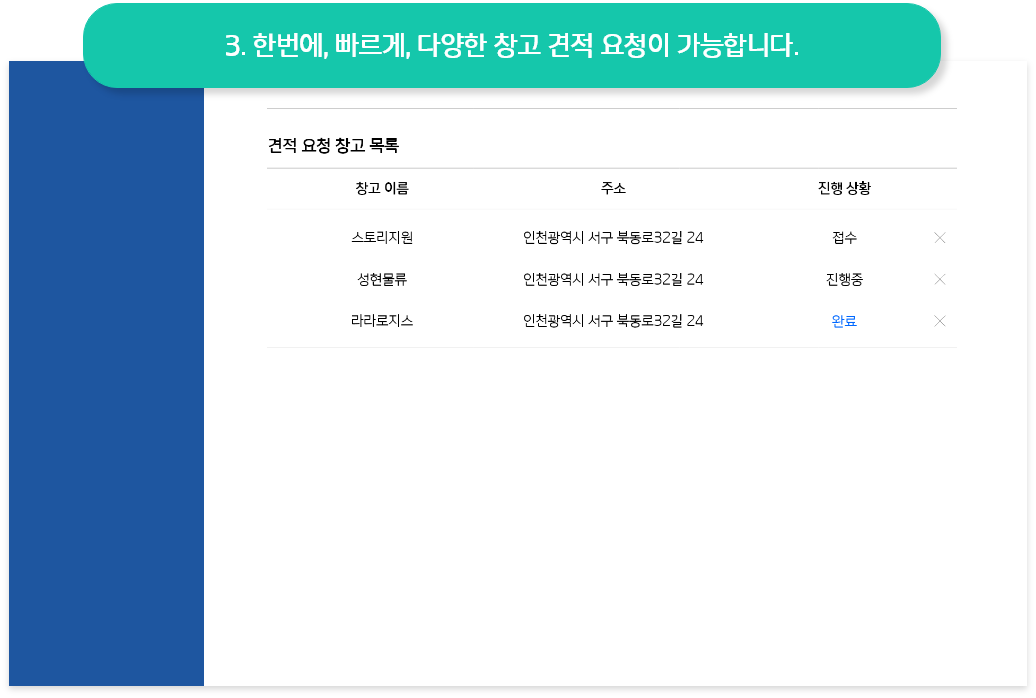 3. 한번에, 빠르게, 다양한 창고 견적 요청이 가능합니다.
견적 요청 창고 목록
창고 이름 주소 진행 상황
스토리지원 인천광역시 서구 북동로32길 24 접수
성현물류 인천광역시 서구 북동로32길 24 진행중
라라로지스 인천광역시 서구 북동로32길 24 완료